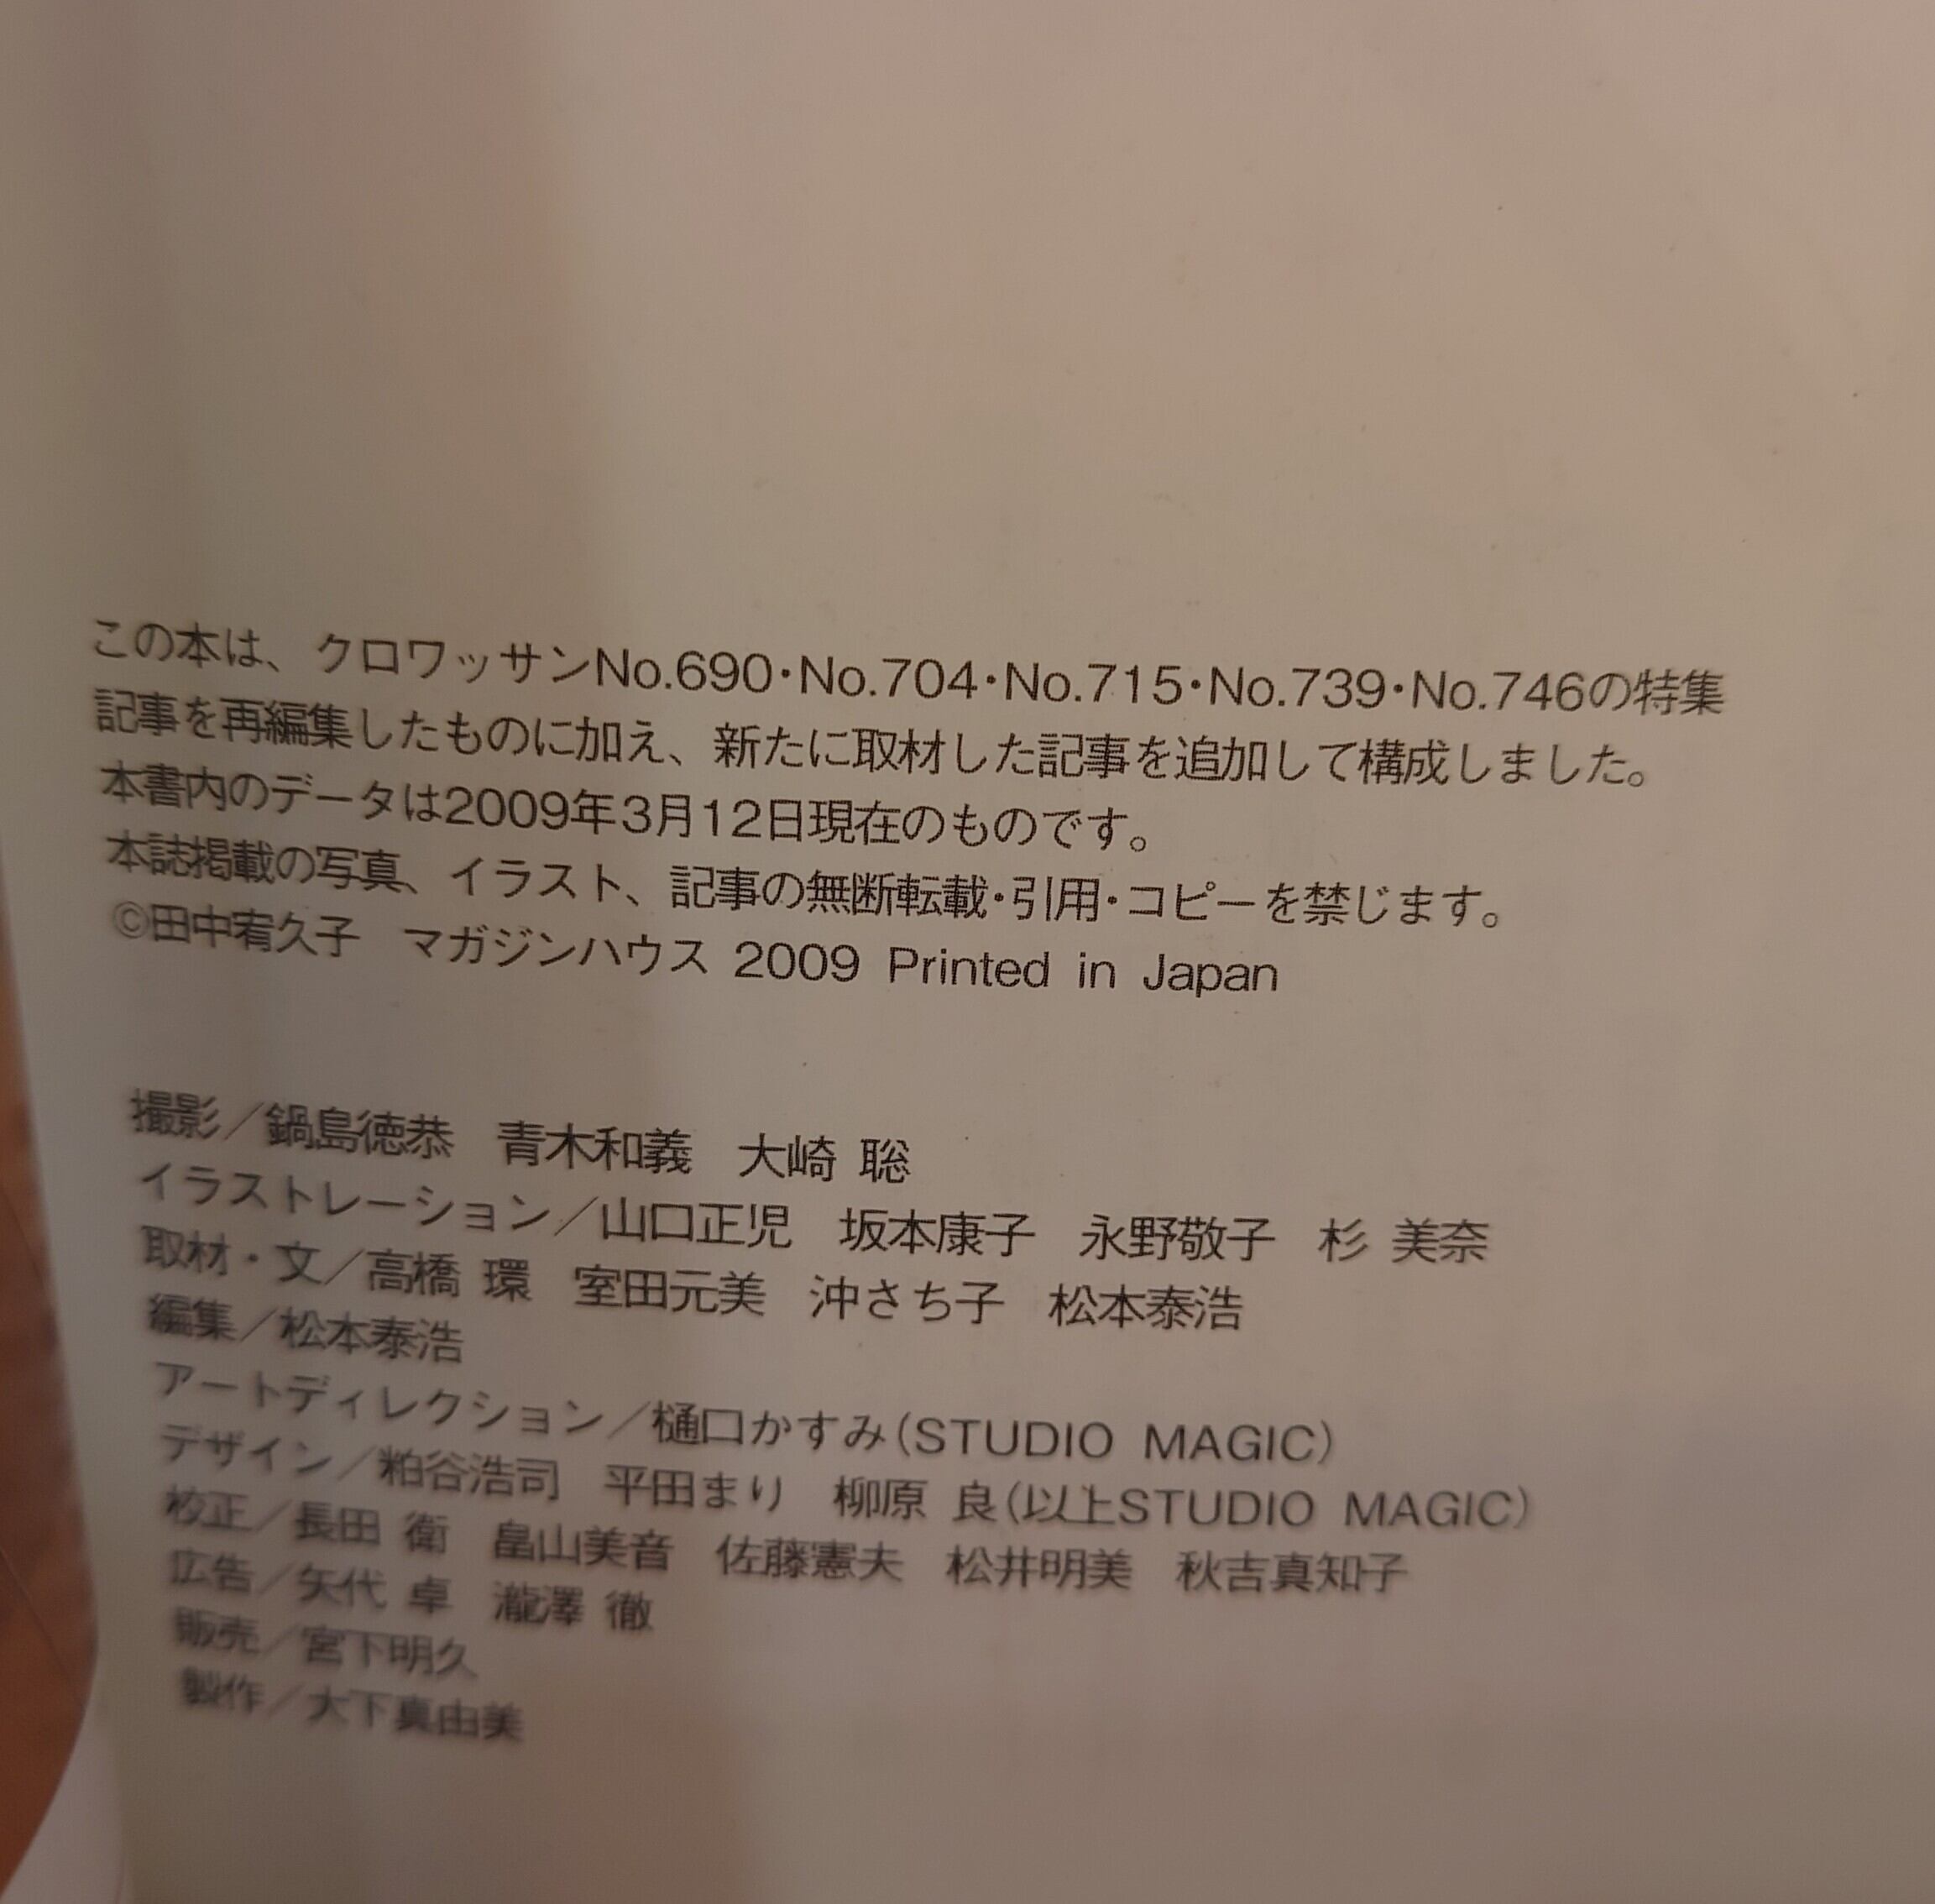 この本は、クロワッサンNo.690・No.704・No.715・No.739・No.746の特集
記事を再編集したものに加え、新たに取材した記事を追加して構成しました。
本書内のデータは2009年3月12日現在のものです。
本誌掲載の写真、イラスト、記事の無断転載・引用・コピーを禁じます。
©田中宥久子　マガジンハウス 2009 Printed in Japan
撮影／鍋島徳恭　青木和義　大崎 聡
イラストレーション／山口正児　坂本康子　永野敬子　杉 美奈
取材・文／高橋 環　室田元美　沖さち子　松本泰浩
編集／松本泰浩
アートディレクション／樋口かすみ(STUDIO MAGIC)
デザイン／粕谷浩司　平田まり　柳原 良(以上STUDIO MAGIC)
校正／長田 衛　畠山美音　佐藤憲夫　松井明美　秋吉真知子
広告／矢代 卓　瀧澤 徹
販売／宮下明久
製作／大下真由美